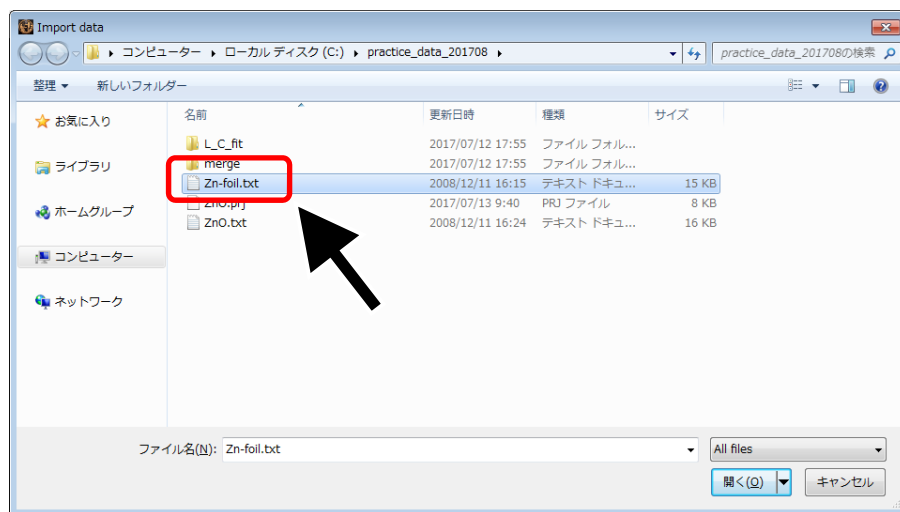 Import data
コンピューター ローカル ディスク (C:) practice_data_201708 practice_data_201708の検索
整理 新しいフォルダー
お気に入り
ライブラリ
ホームグループ
コンピューター
ネットワーク
名前 更新日時 種類 サイズ
L_C_fit 2017/07/12 17:55 ファイル フォル...
merge 2017/07/12 17:55 ファイル フォル...
Zn-foil.txt 2008/12/11 16:15 テキスト ドキュ... 15 KB
ZnO.prj 2017/07/13 9:40 PRJ ファイル 8 KB
ZnO.txt 2008/12/11 16:24 テキスト ドキュ... 16 KB
ファイル名(N): Zn-foil.txt All files
開く(O) キャンセル